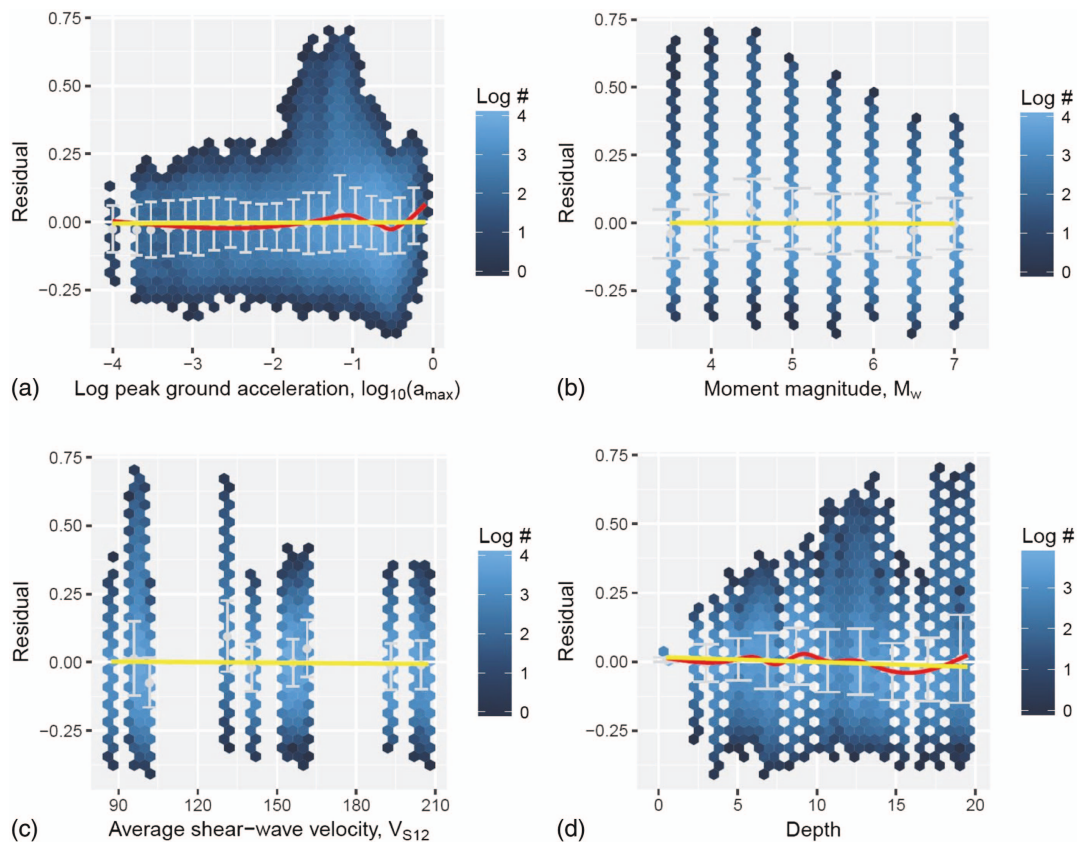 0.75
0.50
0.25
0.00
−0.25
Residual
−4 −3 −2 −1 0
(a) Log peak ground acceleration, log10(amax)
Log #
4
3
2
1
0
0.75
0.50
0.25
0.00
−0.25
Residual
4 5 6 7
(b) Moment magnitude, Mw
Log #
4
3
2
1
0
0.75
0.50
0.25
0.00
−0.25
Residual
90 120 150 180 210
(c) Average shear−wave velocity, VS12
Log #
4
3
2
1
0
0.75
0.50
0.25
0.00
−0.25
Residual
0 5 10 15 20
(d) Depth
Log #
3
2
1
0